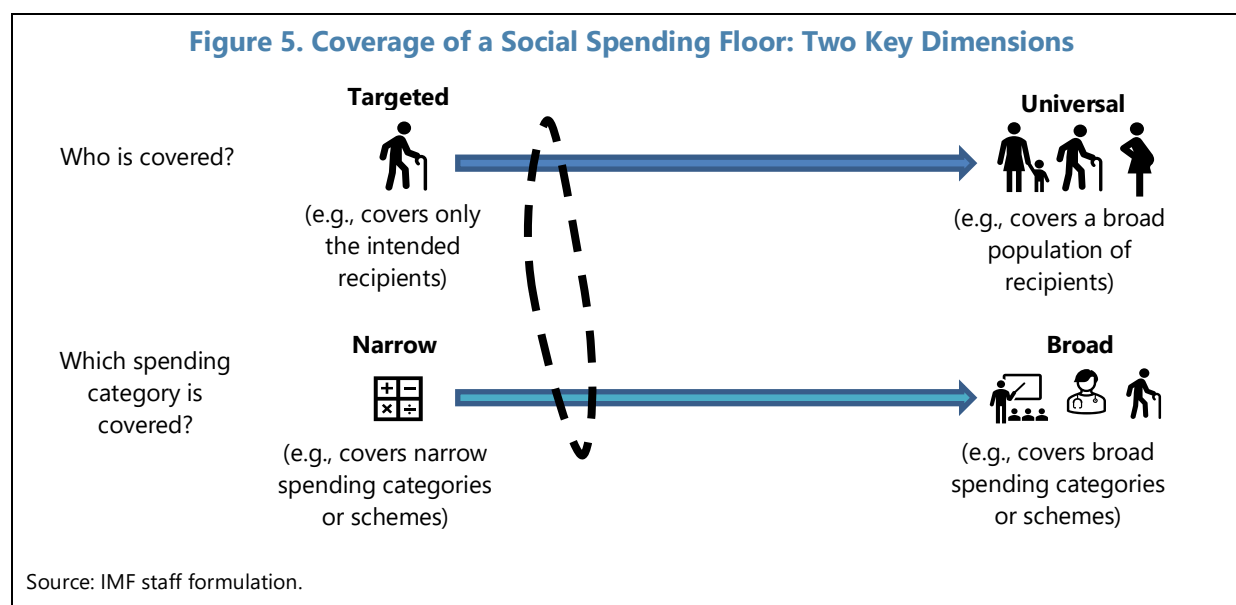 Figure 5. Coverage of a Social Spending Floor: Two Key Dimensions
Targeted
Universal
Who is covered?
(e.g., covers only
the intended
recipients)
(e.g., covers a broad
population of
recipients)
Narrow
Broad
Which spending
category is
covered?
+ −
× ÷
(e.g., covers narrow
spending categories
or schemes)
(e.g., covers broad
spending categories
or schemes)
Source: IMF staff formulation.